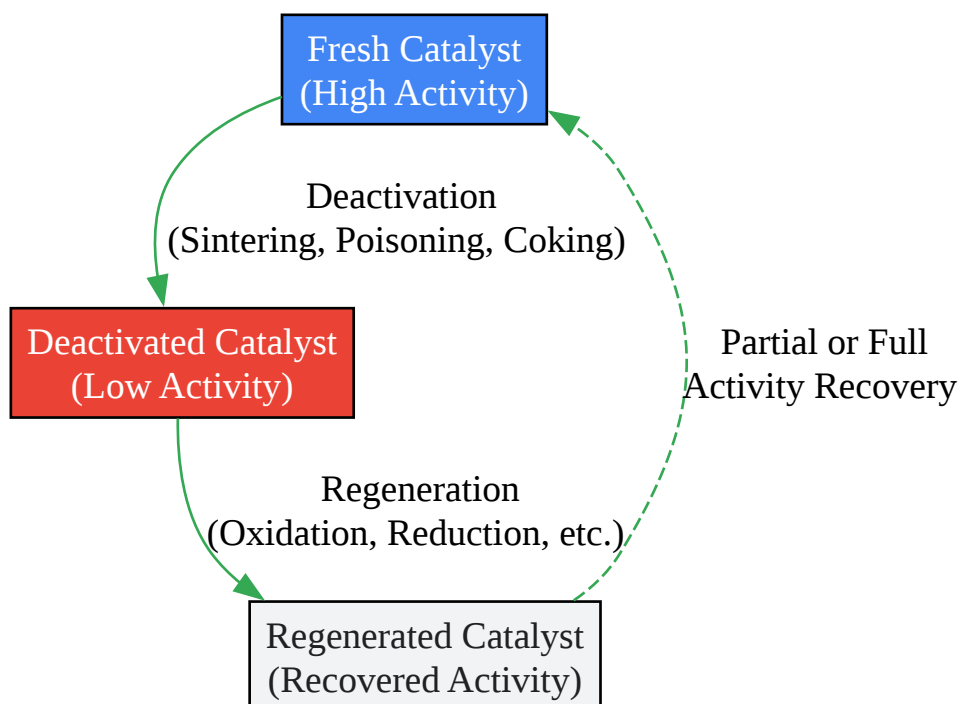 Fresh Catalyst
(High Activity)
Deactivation
(Sintering, Poisoning, Coking)
Deactivated Catalyst
(Low Activity)
Partial or Full
Activity Recovery
Regeneration
(Oxidation, Reduction, etc.)
Regenerated Catalyst
(Recovered Activity)